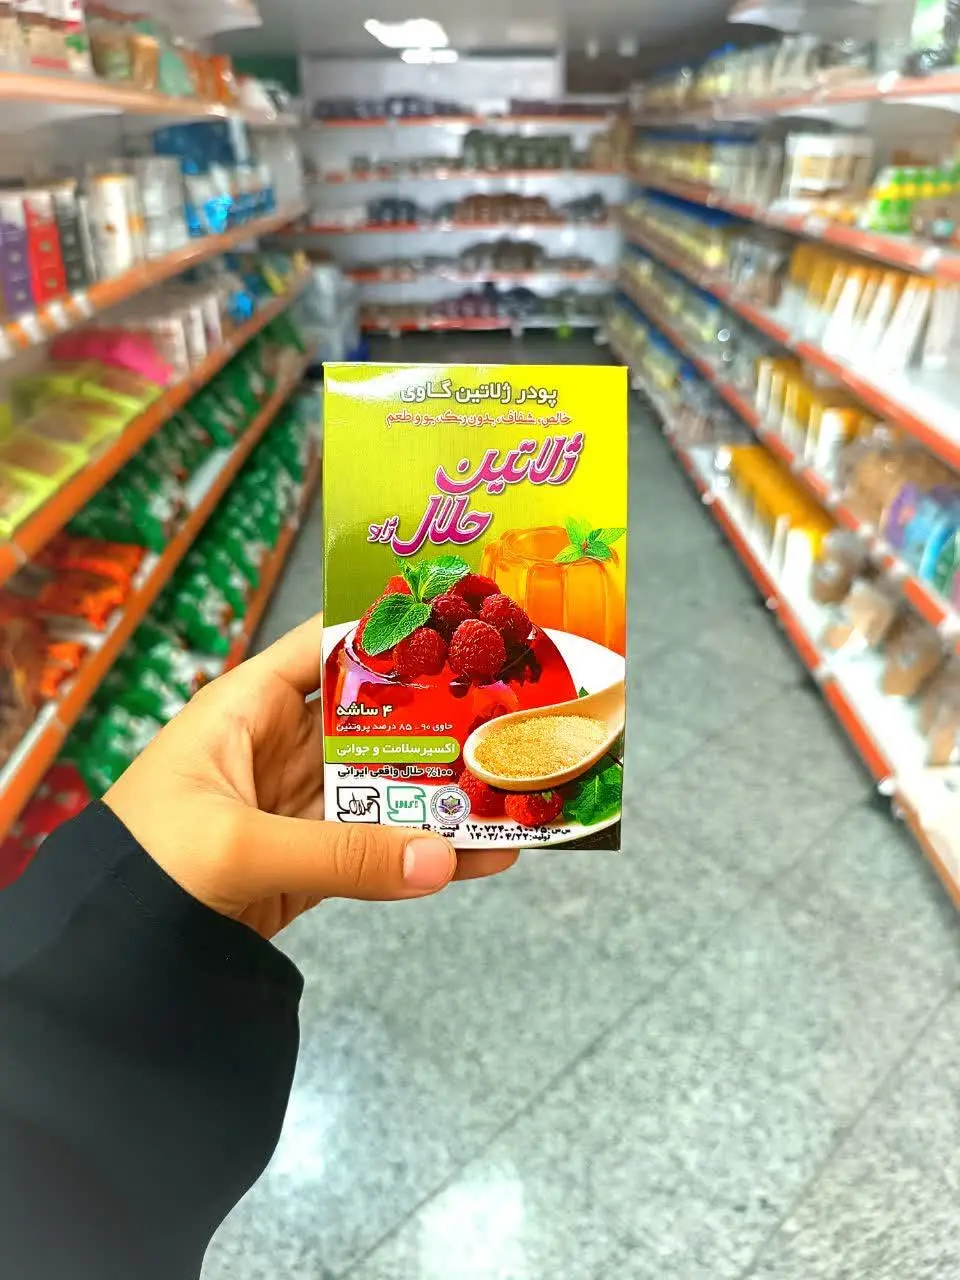 پودر ژلاتین گاوی
خالص، شفاف، بدون رنگ، بو و طعم
ژلاتین
حلال
۴ ساشه
حاوی ۹۰ - ۸۵ درصد پروتئین
اکسیر سلامت و جوانی
۱۰۰% حلال واقعی ایرانی
حلال